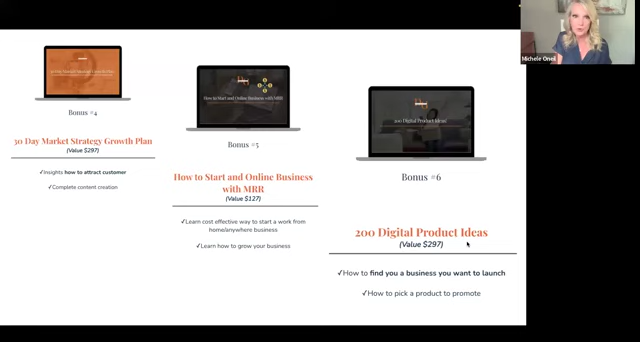 Michele Oneil
Bonus #4
30 Day Market Strategy Growth Plan
(Value $297)
✓Insights how to attract customer
✓Complete content creation
How to Start and Online Business with MRR
Bonus #5
How to Start and Online Business
with MRR
(Value $127)
✓Learn cost effective way to start a work from
home/anywhere business
✓Learn how to grow your business
200 Digital Product Ideas
Bonus #6
200 Digital Product Ideas
(Value $297)
✓How to find you a business you want to launch
✓How to pick a product to promote